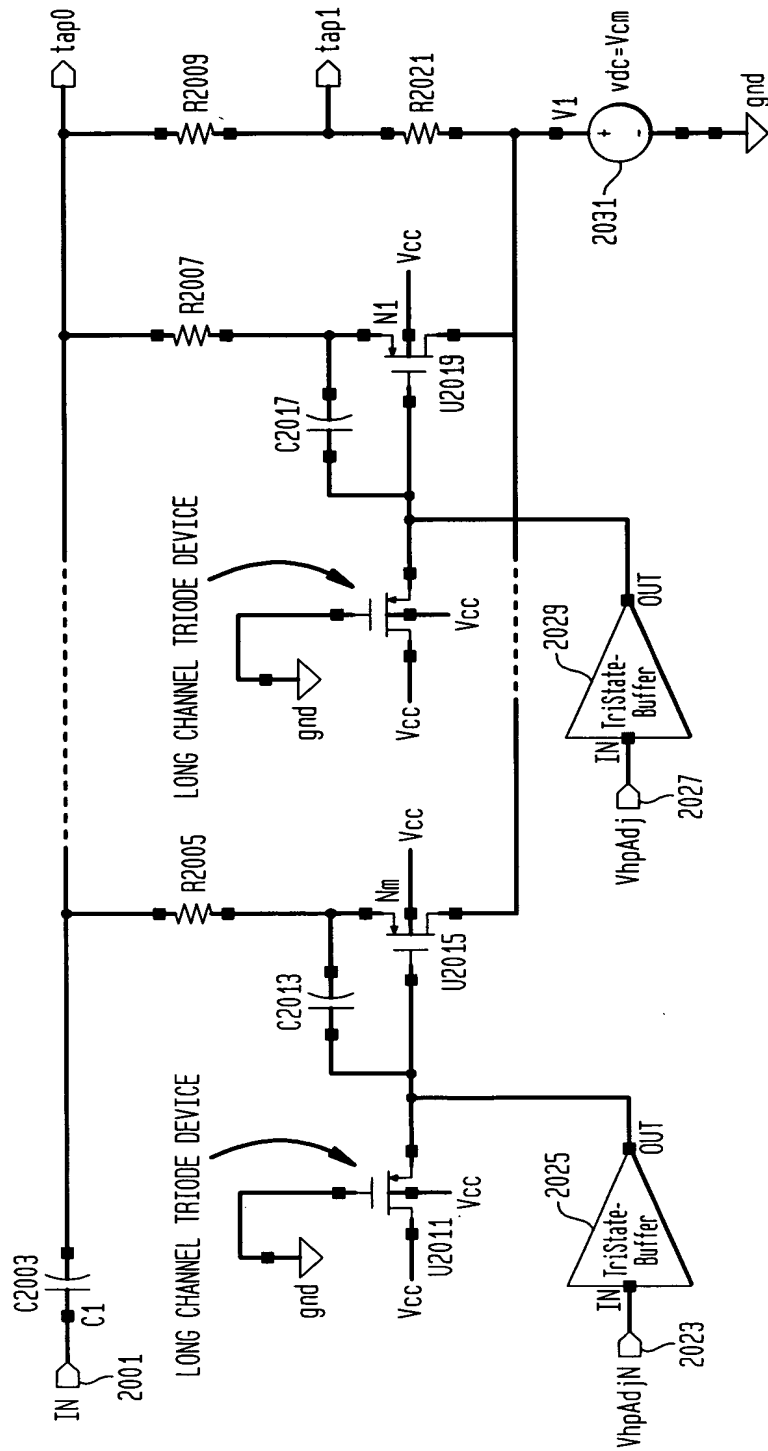 IN
2001
C2003
C1
tap0
R2005
R2007
R2009
tap1
R2021
LONG CHANNEL TRIODE DEVICE
gnd
Vcc
Vcc
U2011
C2013
Nm
Vcc
U2015
LONG CHANNEL TRIODE DEVICE
gnd
Vcc
Vcc
C2017
N1
Vcc
U2019
V1
+
-
vdc=Vcm
2031
gnd
VhpAdjN
2023
IN
TriState-
Buffer
OUT
2025
VhpAdj
2027
IN
TriState-
Buffer
OUT
2029